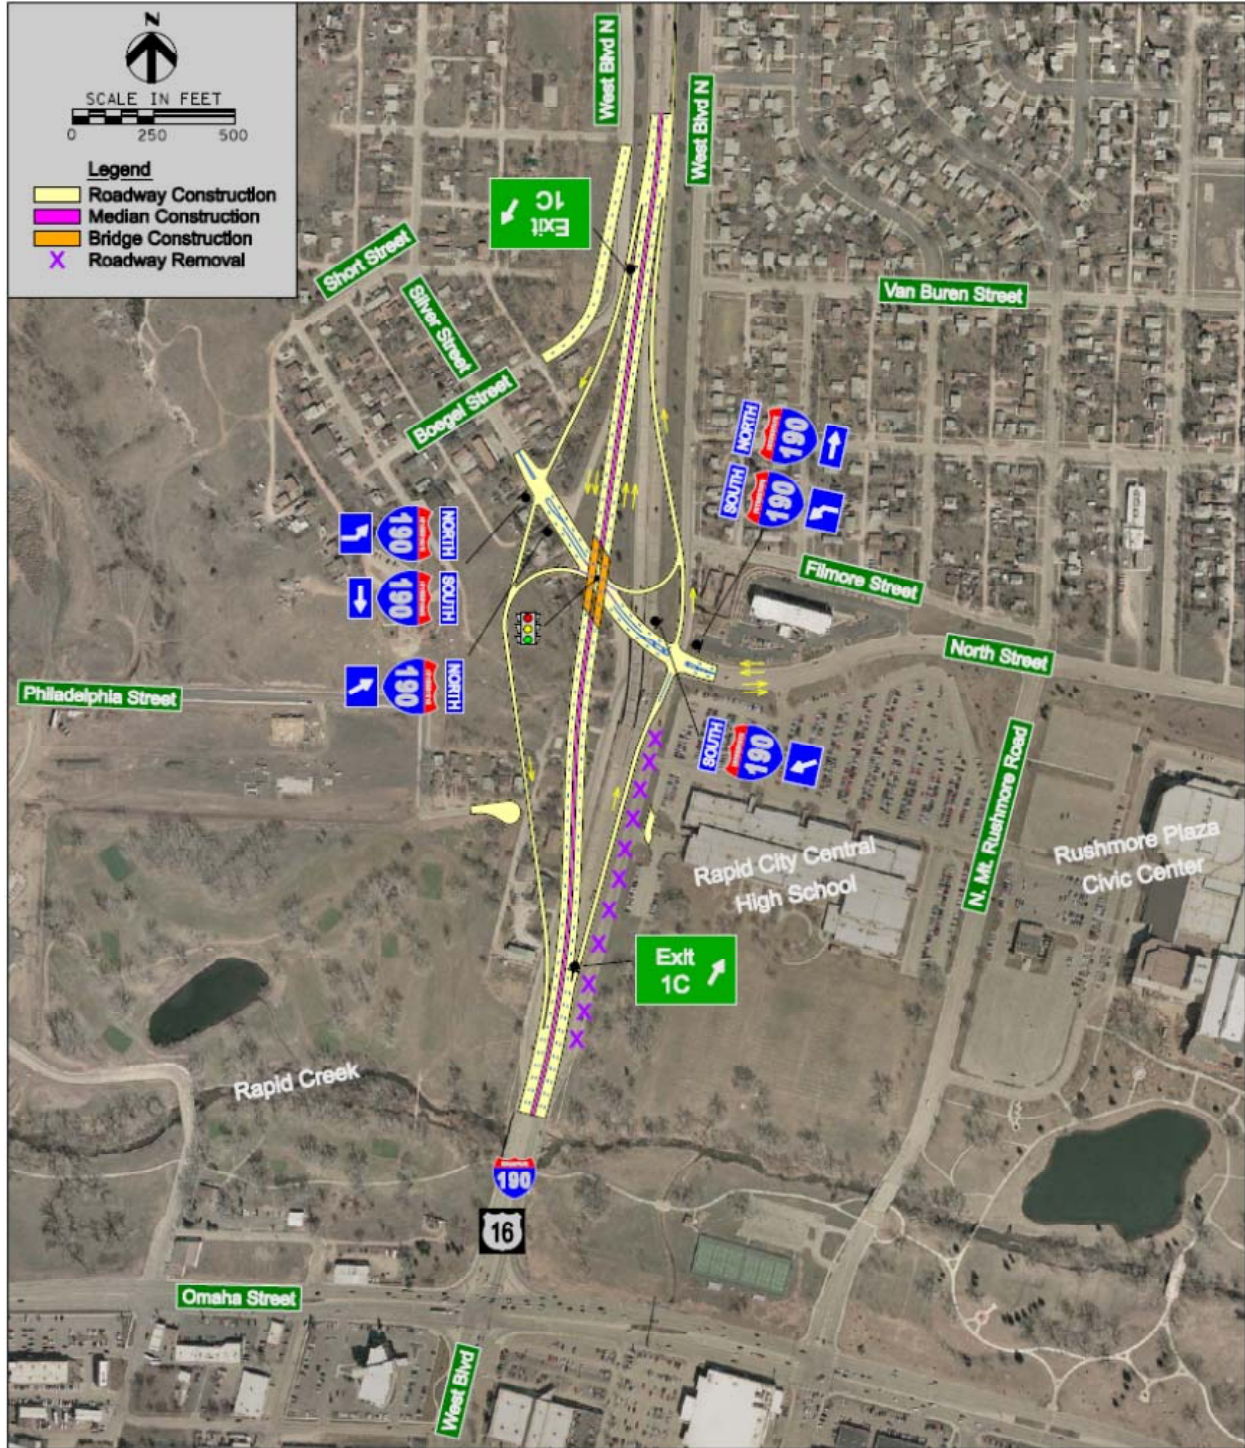 N
SCALE IN FEET
0 250 500
Legend
Roadway Construction
Median Construction
Bridge Construction
X Roadway Removal
West Blvd N
West Blvd N
Exit
1C
Short Street
Silver Street
Boegel Street
Van Buren Street
NORTH
190
SOUTH
190
NORTH
190
SOUTH
190
NORTH
190
Filmore Street
North Street
Philadelphia Street
SOUTH
190
N. Mt. Rushmore Road
Rapid City Central
High School
Rushmore Plaza
Civic Center
Exit
1C
X X X X X X X X X X X
Rapid Creek
190
16
Omaha Street
West Blvd